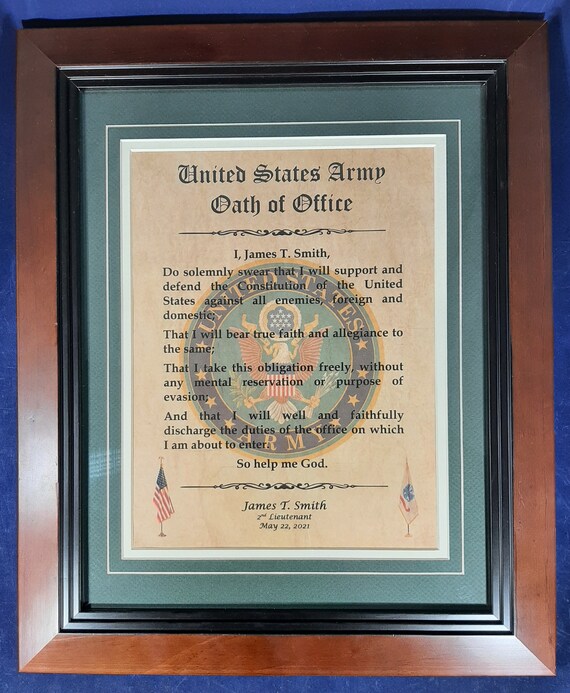 United States Army
Oath of Office
I, James T. Smith,
Do solemnly swear that I will support and
defend the Constitution of the United
States against all enemies, foreign and
domestic;
That I will bear true faith and allegiance to
the same;
That I take this obligation freely, without
any mental reservation or purpose of
evasion;
And that I will well and faithfully
discharge the duties of the office on which
I am about to enter.
So help me God.
UNITED STATES
ARMY
James T. Smith
2nd Lieutenant
May 22, 2021